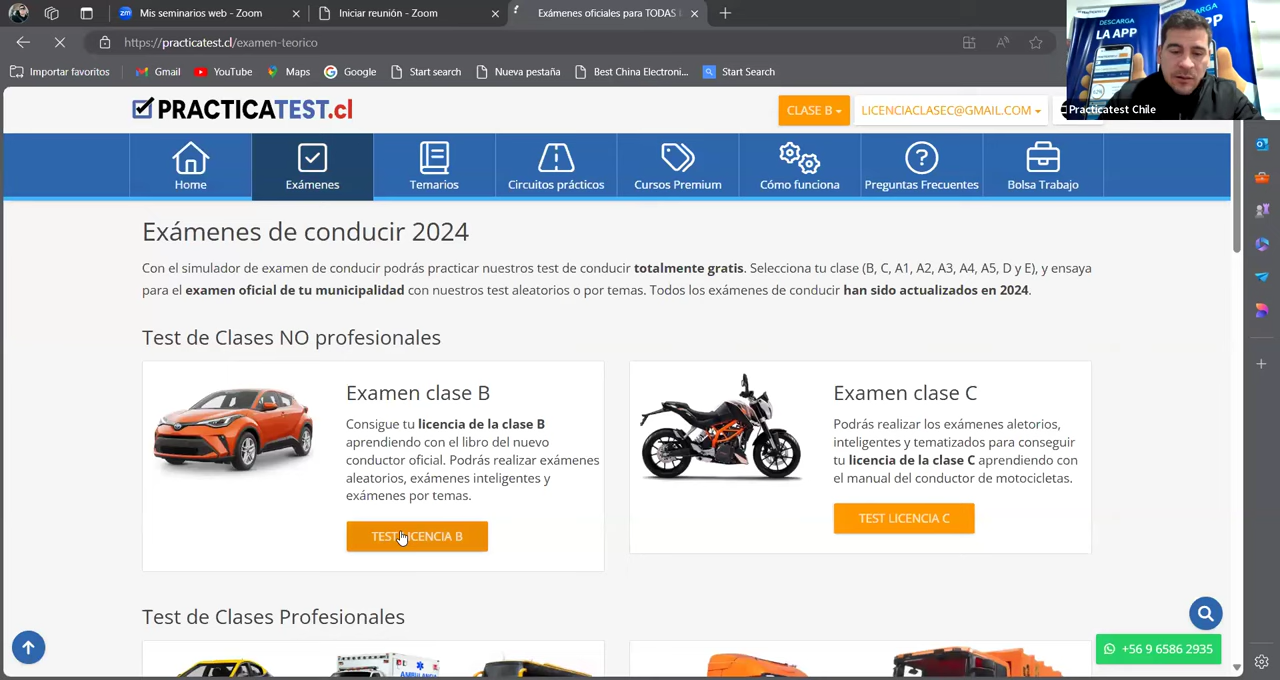 Mis seminarios web - Zoom
Iniciar reunión - Zoom
Exámenes oficiales para TODAS
https://practicatest.cl/examen-teorico
Importar favoritos
Gmail
YouTube
Maps
Google
Start search
Nueva pestaña
Best China Electroni...
Start Search
DESCARGA
LA APP
Practicatest Chile
PRACTICATEST.cl
CLASE B
LICENCIACLASEC@GMAIL.COM
Home
Exámenes
Temarios
Circuitos prácticos
Cursos Premium
Cómo funciona
Preguntas Frecuentes
Bolsa Trabajo
Exámenes de conducir 2024
Con el simulador de examen de conducir podrás practicar nuestros test de conducir totalmente gratis. Selecciona tu clase (B, C, A1, A2, A3, A4, A5, D y E), y ensaya
para el examen oficial de tu municipalidad con nuestros test aleatorios o por temas. Todos los exámenes de conducir han sido actualizados en 2024.
Test de Clases NO profesionales
Examen clase B
Consigue tu licencia de la clase B
aprendiendo con el libro del nuevo
conductor oficial. Podrás realizar exámenes
aleatorios, exámenes inteligentes y
exámenes por temas.
TEST LICENCIA B
Examen clase C
Podrás realizar los exámenes aletorios,
inteligentes y tematizados para conseguir
tu licencia de la clase C aprendiendo con
el manual del conductor de motocicletas.
TEST LICENCIA C
Test de Clases Profesionales
AMBULANCIA
+56 9 6586 2935